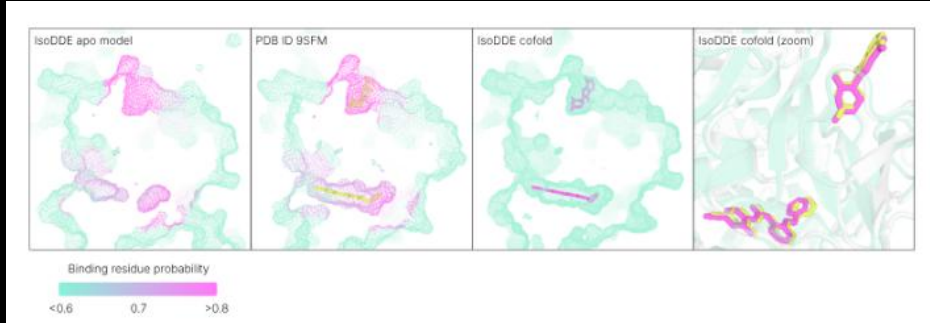 IsoDDE apo model
PDB ID 9SFM
IsoDDE cofold
IsoDDE cofold (zoom)
Binding residue probability
<0.6 0.7 >0.8